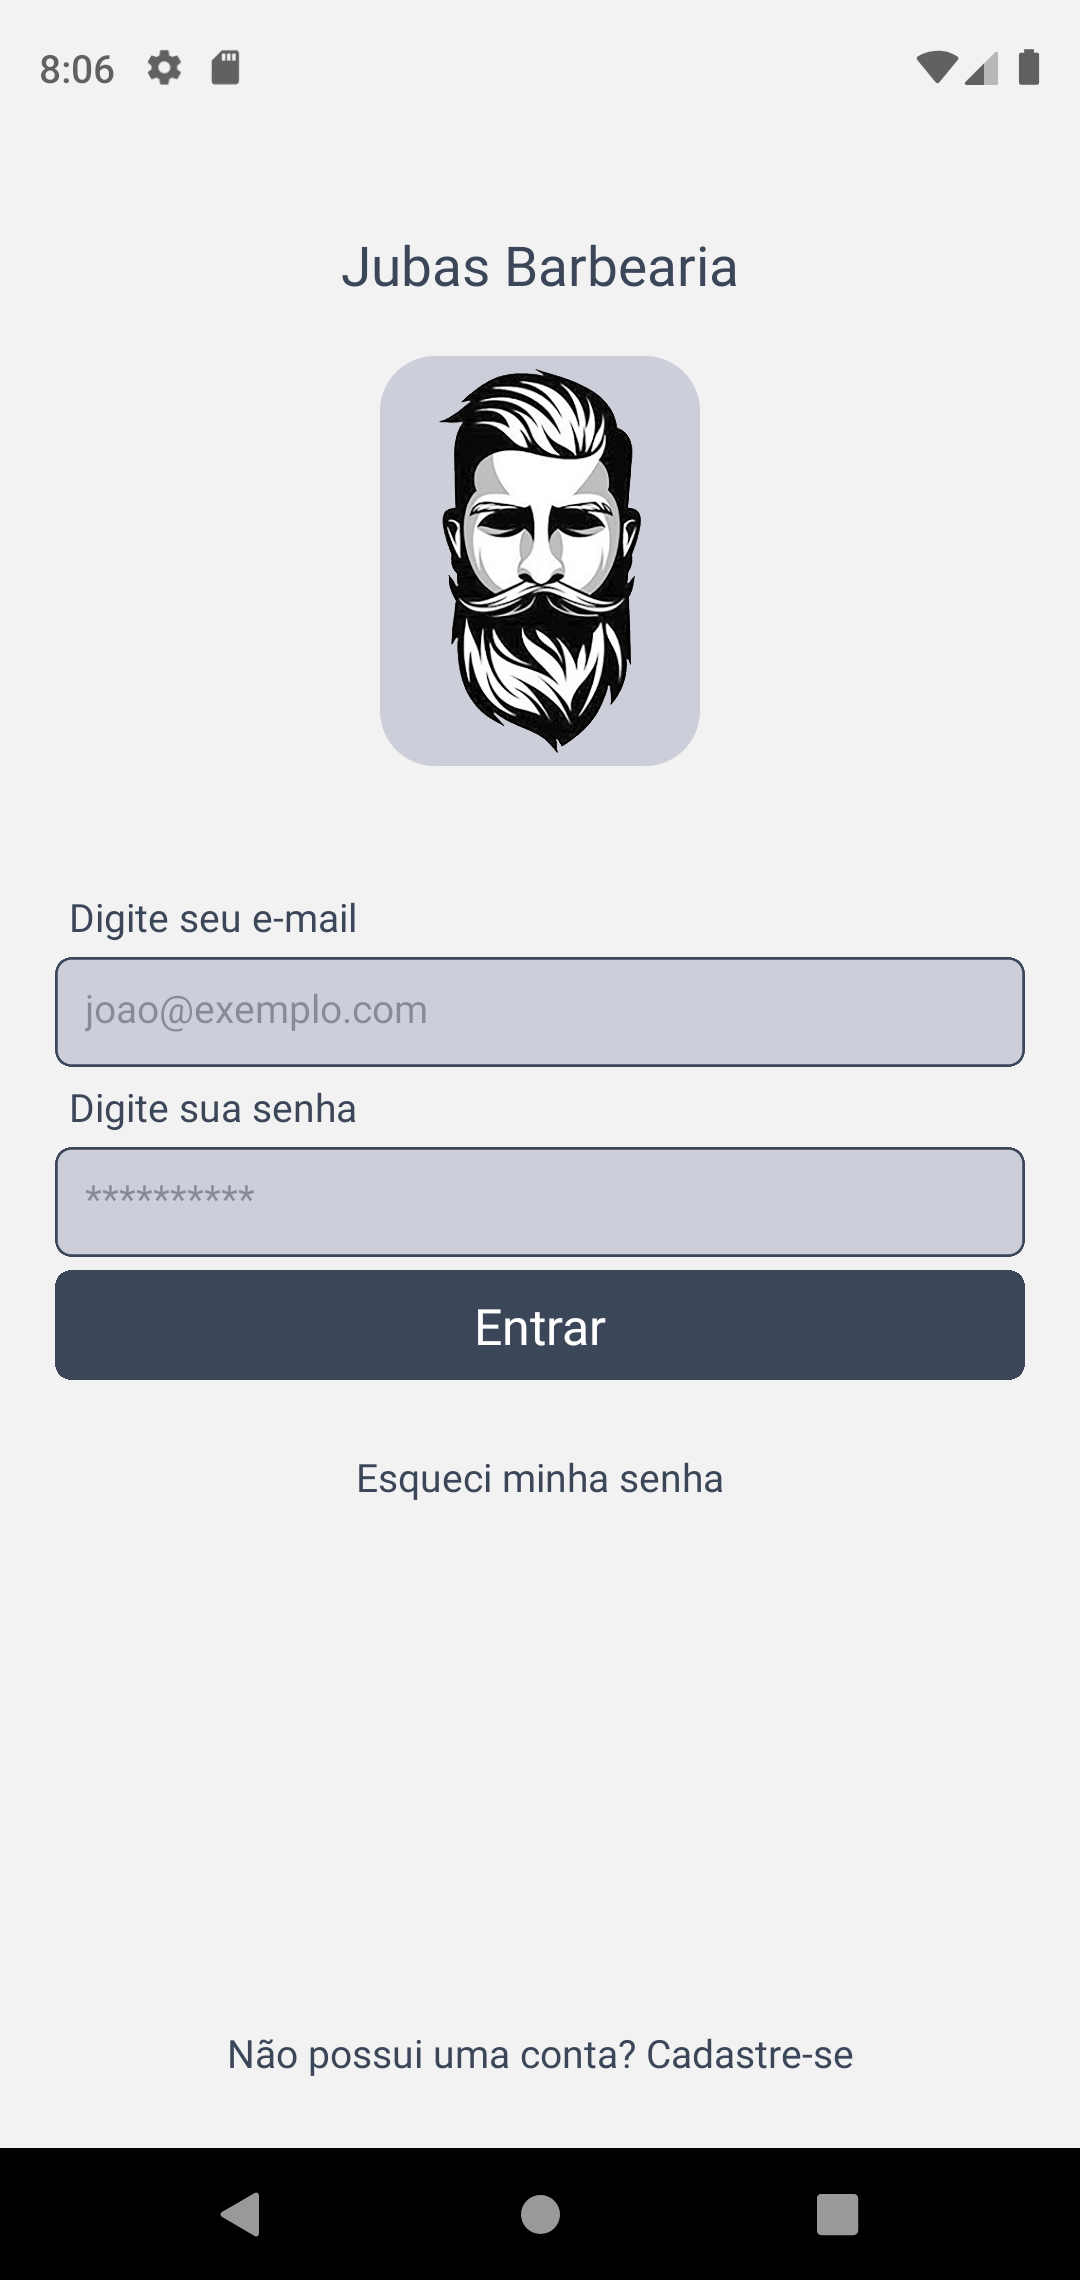 8:06
Jubas Barbearia
Digite seu e-mail
joao@exemplo.com
Digite sua senha
**********
Entrar
Esqueci minha senha
Não possui uma conta? Cadastre-se